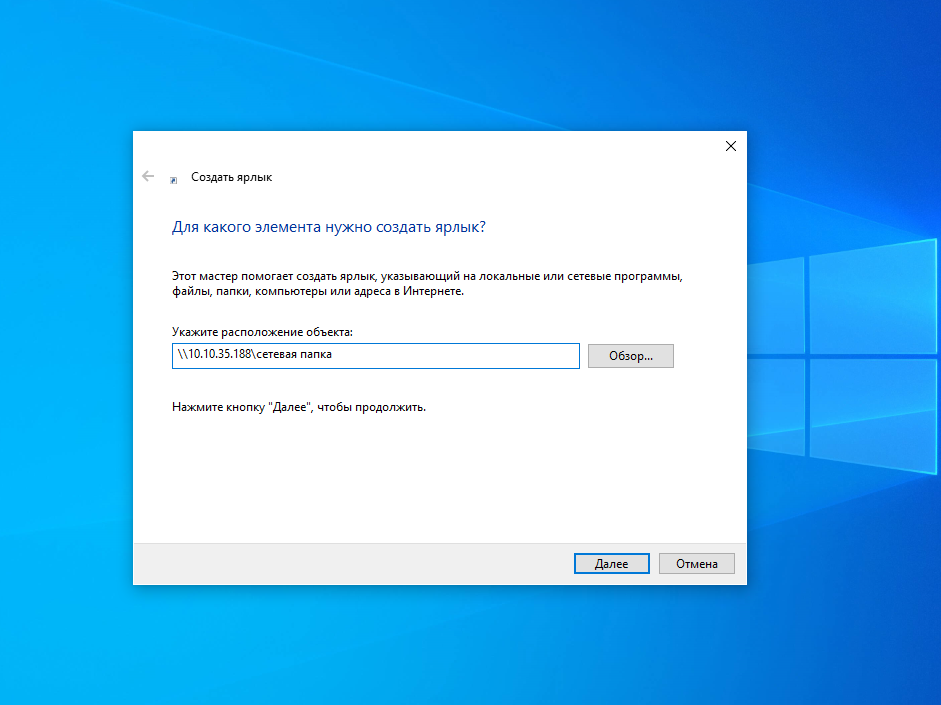 Создать ярлык
Для какого элемента нужно создать ярлык?
Этот мастер помогает создать ярлык, указывающий на локальные или сетевые программы,
файлы, папки, компьютеры или адреса в Интернете.
Укажите расположение объекта:
\\10.10.35.188\сетевая папка
Обзор...
Нажмите кнопку "Далее", чтобы продолжить.
Далее
Отмена